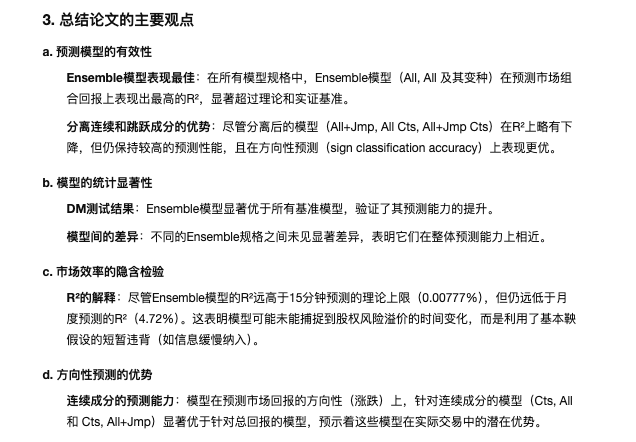 3. 总结论文的主要观点
a. 预测模型的有效性
Ensemble模型表现最佳：在所有模型规格中，Ensemble模型（All, All 及其变种）在预测市场组
合回报上表现出最高的R²，显著超过理论和实证基准。
分离连续和跳跃成分的优势：尽管分离后的模型（All+Jmp, All Cts, All+Jmp Cts）在R²上略有下
降，但仍保持较高的预测性能，且在方向性预测（sign classification accuracy）上表现更优。
b. 模型的统计显著性
DM测试结果：Ensemble模型显著优于所有基准模型，验证了其预测能力的提升。
模型间的差异：不同的Ensemble规格之间未见显著差异，表明它们在整体预测能力上相近。
c. 市场效率的隐含检验
R²的解释：尽管Ensemble模型的R²远高于15分钟预测的理论上限（0.00777%），但仍远低于月
度预测的R²（4.72%）。这表明模型可能未能捕捉到股权风险溢价的时间变化，而是利用了基本鞅
假设的短暂违背（如信息缓慢纳入）。
d. 方向性预测的优势
连续成分的预测能力：模型在预测市场回报的方向性（涨跌）上，针对连续成分的模型（Cts, All
和 Cts, All+Jmp）显著优于针对总回报的模型，预示着这些模型在实际交易中的潜在优势。